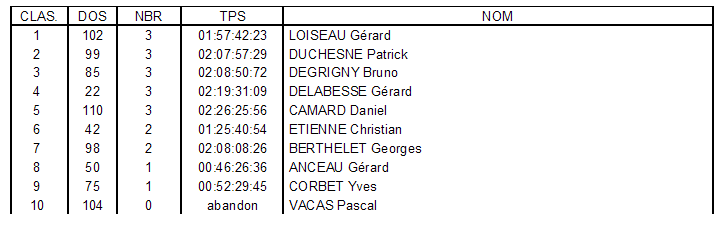 CLAS. DOS NBR TPS NOM
1 102 3 01:57:42:23 LOISEAU Gérard
2 99 3 02:07:57:29 DUCHESNE Patrick
3 85 3 02:08:50:72 DEGRIGNY Bruno
4 22 3 02:19:31:09 DELABESSE Gérard
5 110 3 02:26:25:56 CAMARD Daniel
6 42 2 01:25:40:54 ETIENNE Christian
7 98 2 02:08:08:26 BERTHELET Georges
8 50 1 00:46:26:36 ANCEAU Gérard
9 75 1 00:52:29:45 CORBET Yves
10 104 0 abandon VACAS Pascal